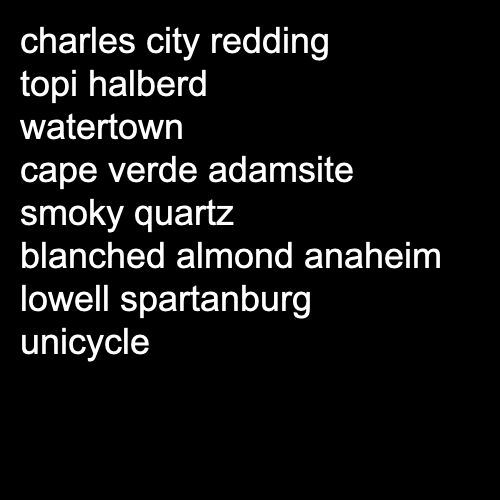 charles city redding
topi halberd
watertown
cape verde adamsite
smoky quartz
blanched almond anaheim
lowell spartanburg
unicycle